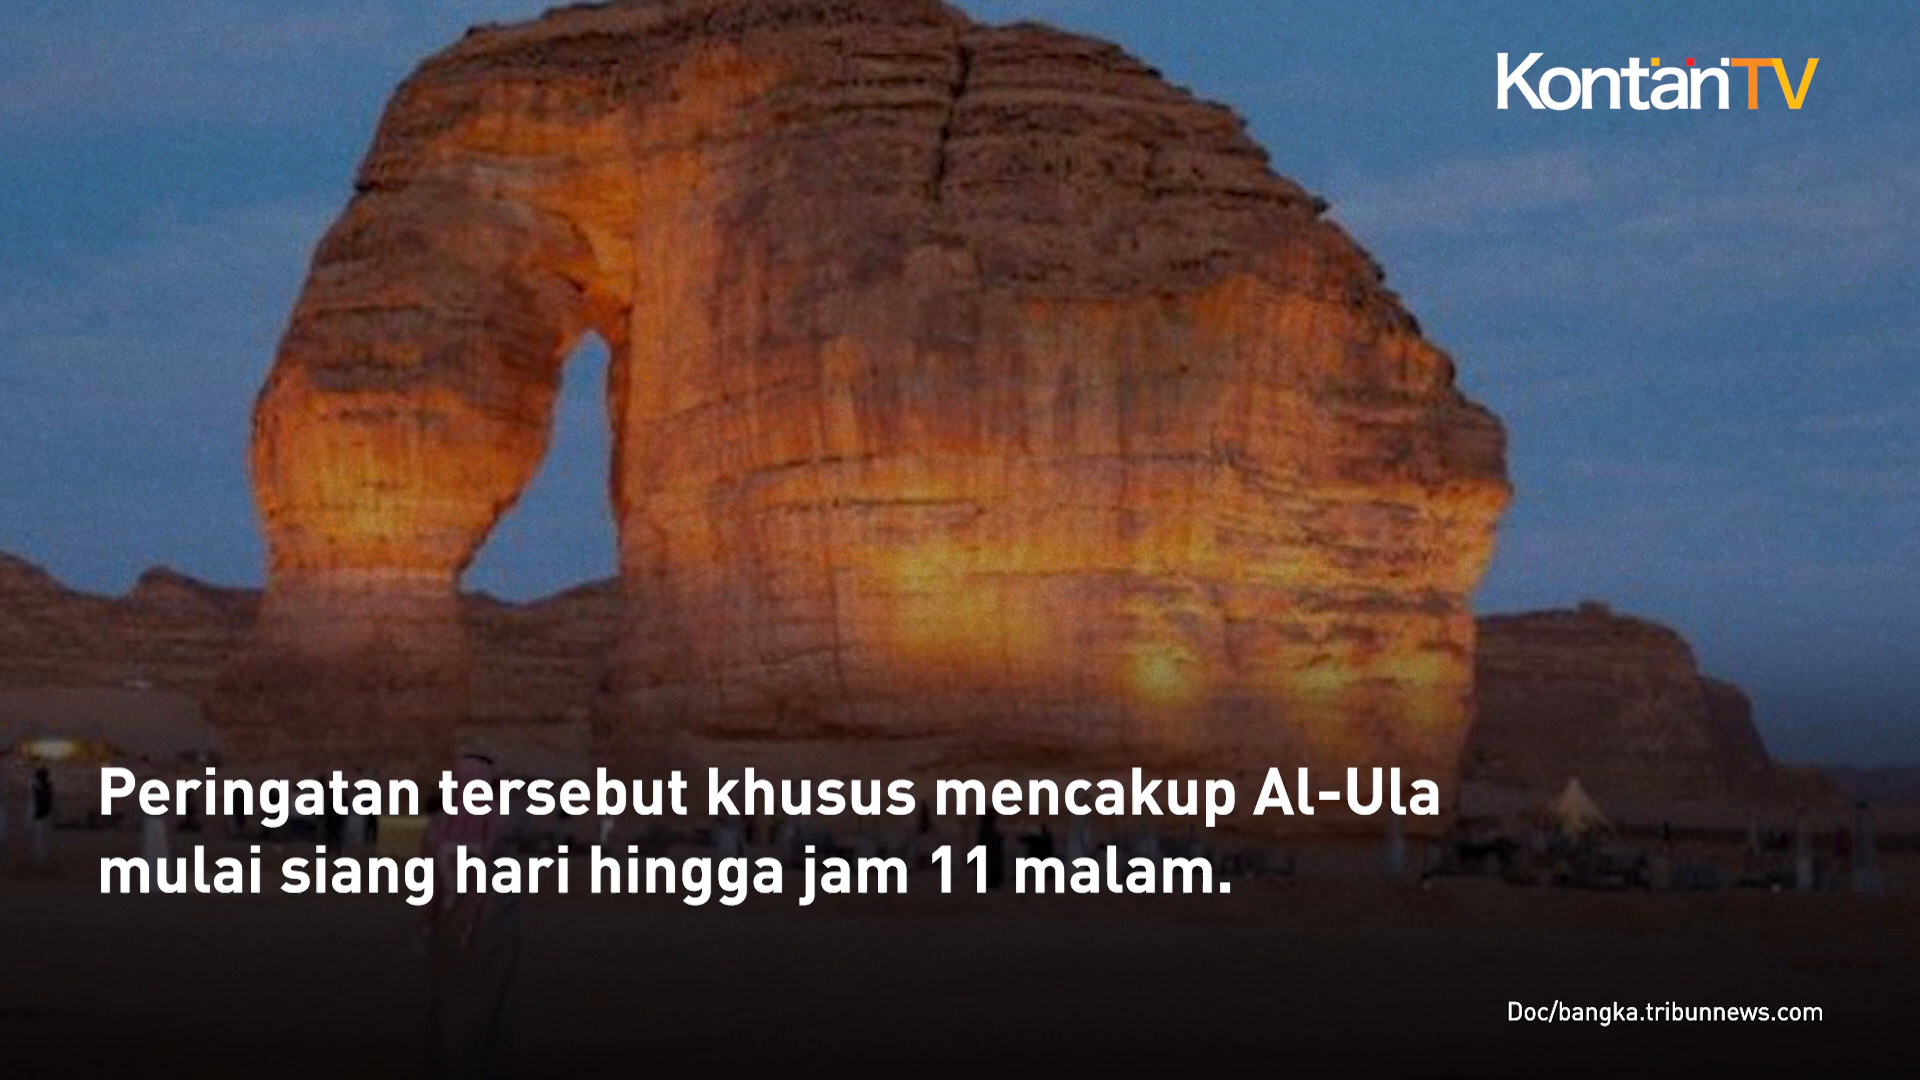 KontanTV
Peringatan tersebut khusus mencakup Al-Ula
mulai siang hari hingga jam 11 malam.
Doc/bangka.tribunnews.com